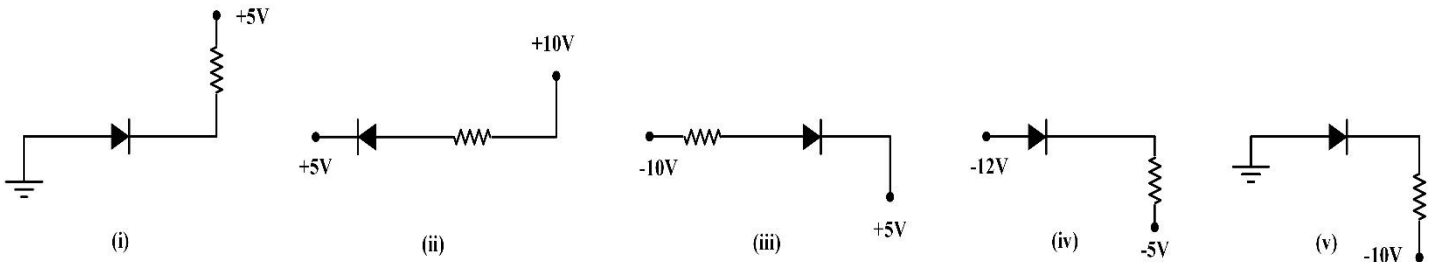 +5V
(i)
+10V
+5V
(ii)
-10V
+5V
(iii)
-12V
-5V
(iv)
-10V
(v)